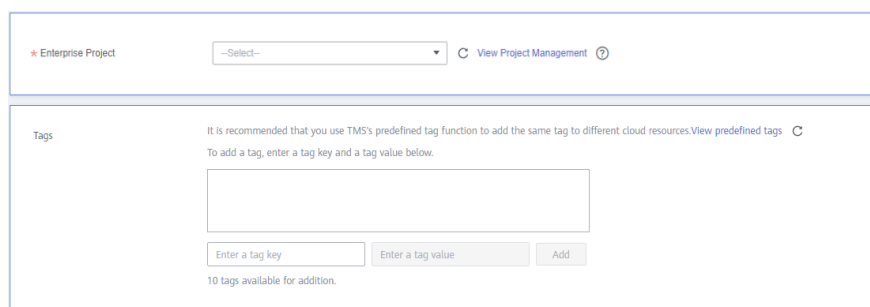 * Enterprise Project --Select-- View Project Management ?
Tags It is recommended that you use TMS's predefined tag function to add the same tag to different cloud resources.View predefined tags
To add a tag, enter a tag key and a tag value below.
Enter a tag key Enter a tag value Add
10 tags available for addition.